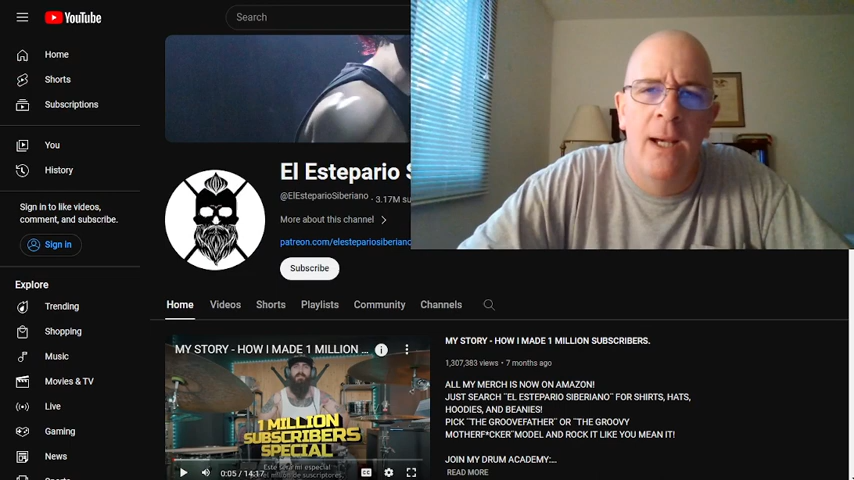 YouTube
Search
Home
Shorts
Subscriptions
You
History
Sign in to like videos,
comment, and subscribe.
Sign in
Explore
Trending
Shopping
Music
Movies & TV
Live
Gaming
News
El Estepario S
@ElEsteparioSiberiano · 3.17M su
More about this channel
patreon.com/elesteparios​iberiano
Subscribe
Home Videos Shorts Playlists Community Channels
MY STORY - HOW I MADE 1 MILLION ...
1 MILLION
SUBSCRIBERS
SPECIAL
Este será mi especial
el millón de suscriptores,
0:05 / 14:17
MY STORY - HOW I MADE 1 MILLION SUBSCRIBERS.
1,307,383 views • 7 months ago
ALL MY MERCH IS NOW ON AMAZON!
JUST SEARCH ¨EL ESTEPARIO SIBERIANO¨ FOR SHIRTS, HATS,
HOODIES, AND BEANIES!
PICK ¨THE GROOVEFATHER¨ OR ¨THE GROOVY
MOTHERF*CKER¨MODEL AND ROCK IT LIKE YOU MEAN IT!
JOIN MY DRUM ACADEMY:...
READ MORE